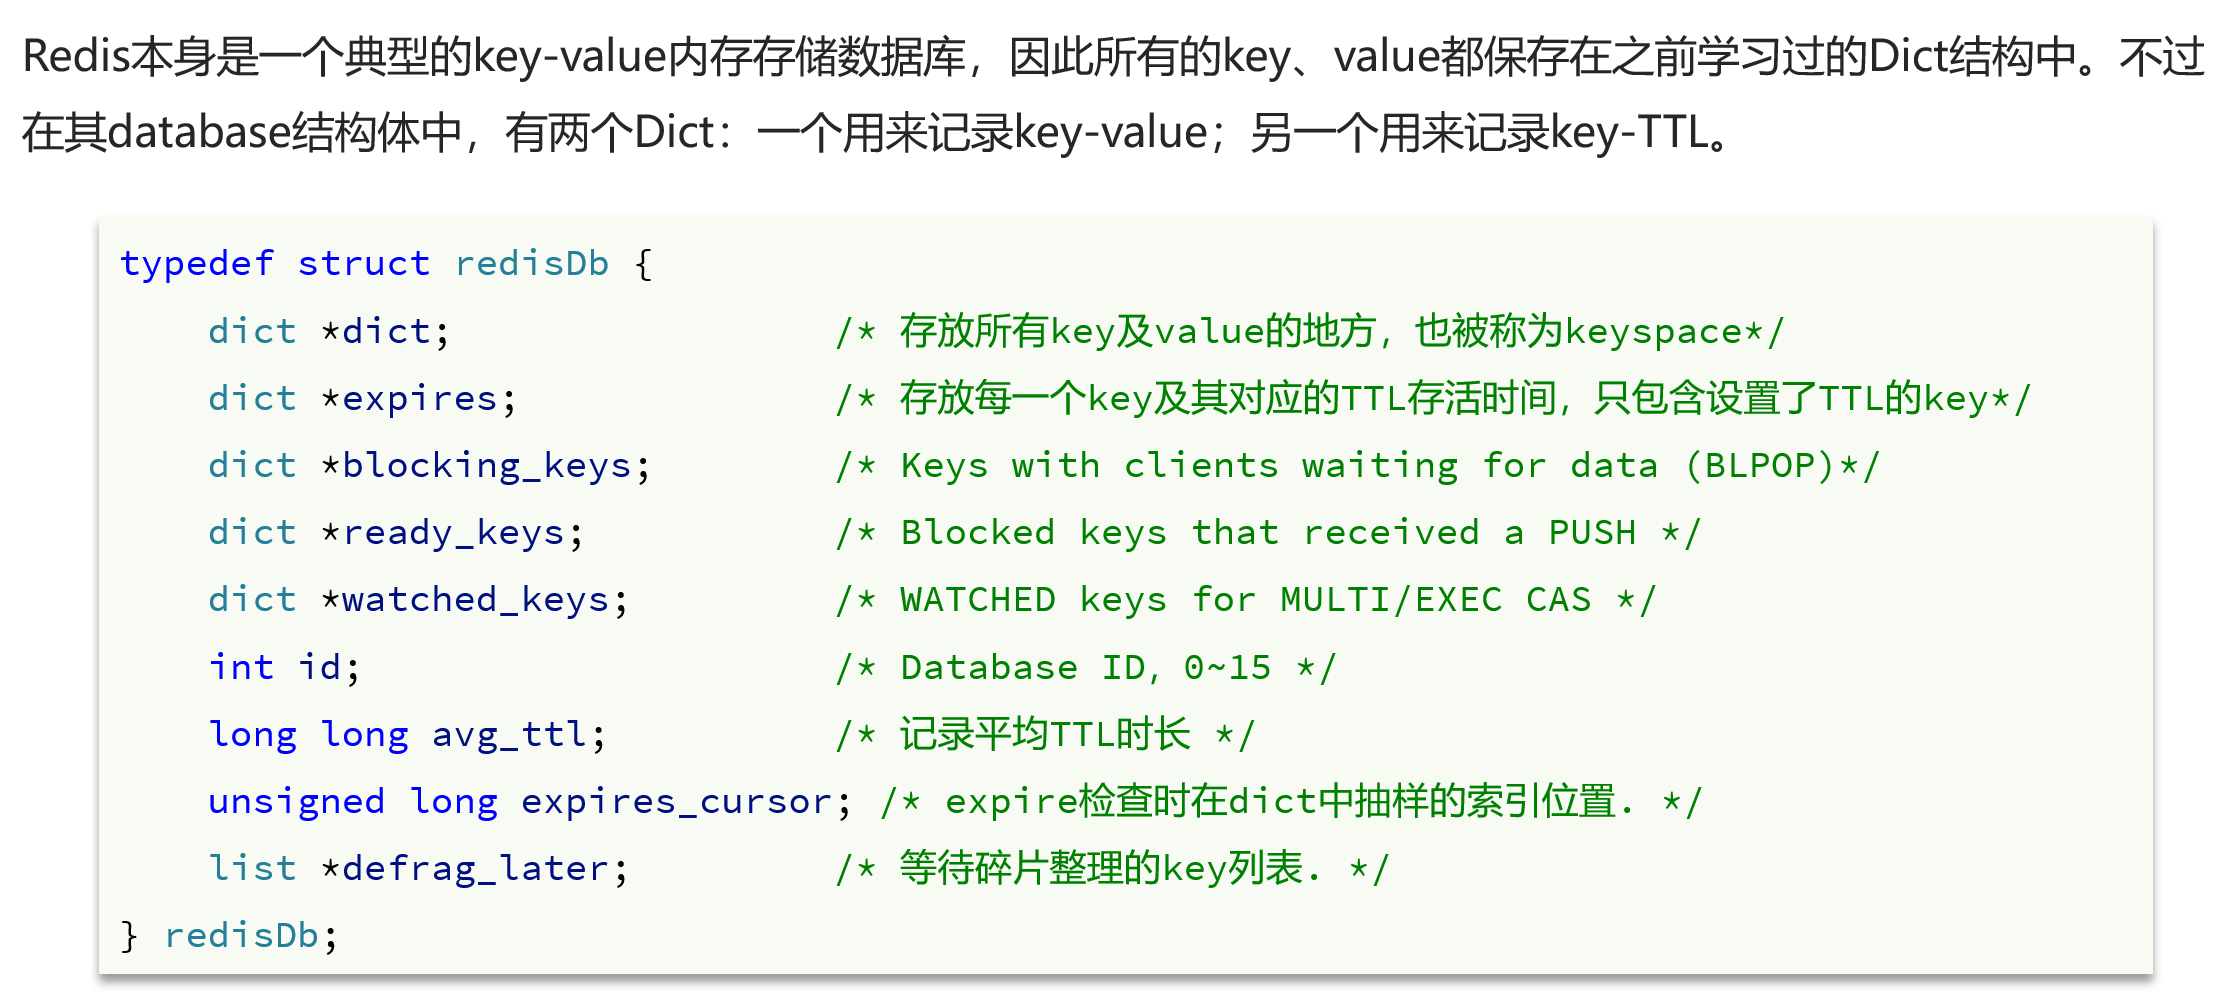 Redis本身是一个典型的key-value内存存储数据库，因此所有的key、value都保存在之前学习过的Dict结构中。不过
在其database结构体中，有两个Dict：一个用来记录key-value；另一个用来记录key-TTL。
typedef struct redisDb {
    dict *dict;                 /* 存放所有key及value的地方，也被称为keyspace*/
    dict *expires;              /* 存放每一个key及其对应的TTL存活时间，只包含设置了TTL的key*/
    dict *blocking_keys;        /* Keys with clients waiting for data (BLPOP)*/
    dict *ready_keys;           /* Blocked keys that received a PUSH */
    dict *watched_keys;         /* WATCHED keys for MULTI/EXEC CAS */
    int id;                     /* Database ID，0~15 */
    long long avg_ttl;          /* 记录平均TTL时长 */
    unsigned long expires_cursor; /* expire检查时在dict中抽样的索引位置. */
    list *defrag_later;         /* 等待碎片整理的key列表. */
} redisDb;